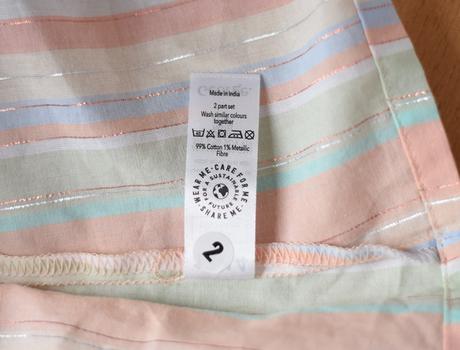 Made in India
2 part set
Wash similar colours
together
99% Cotton 1% Metallic
Fibre
WEAR ME-CARE FOR ME-SHARE ME-
FOR A SUSTAINABLE FUTURE
2